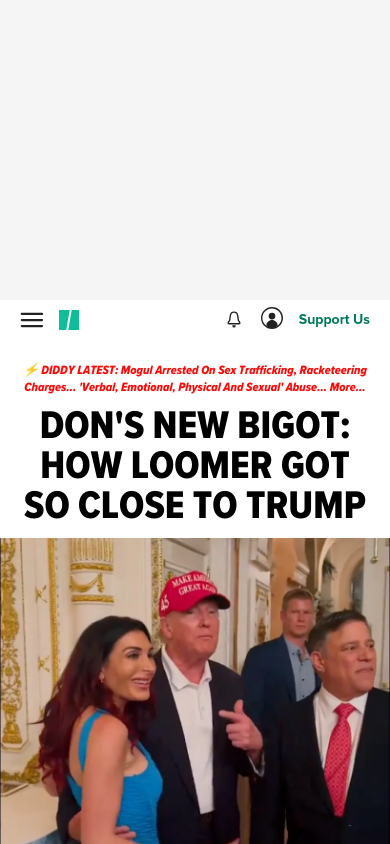 Support Us
⚡ DIDDY LATEST: Mogul Arrested On Sex Trafficking, Racketeering
Charges... 'Verbal, Emotional, Physical And Sexual' Abuse... More...
DON'S NEW BIGOT:
HOW LOOMER GOT
SO CLOSE TO TRUMP
MAKE AMERICA
GREAT AGAIN
45